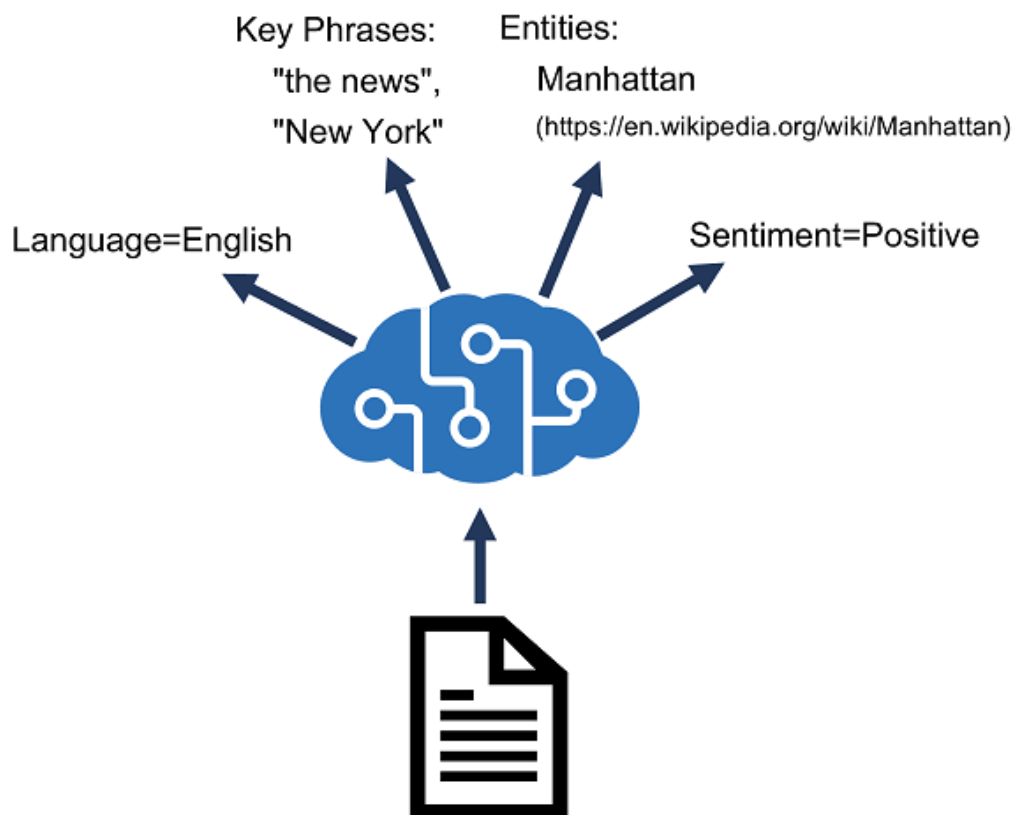 Key Phrases:
"the news",
"New York"
Entities:
Manhattan
(https://en.wikipedia.org/wiki/Manhattan)
Language=English
Sentiment=Positive